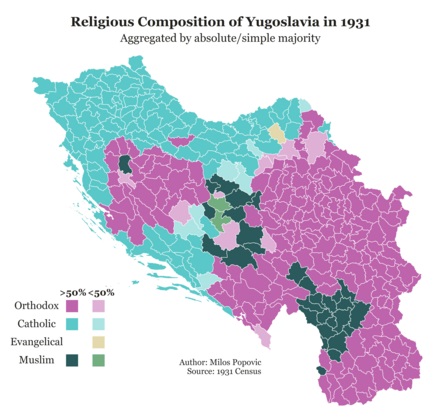 Religious Composition of Yugoslavia in 1931
Aggregated by absolute/simple majority
>50% <50%
Orthodox
Catholic
Evangelical
Muslim
Author: Milos Popovic
Source: 1931 Census